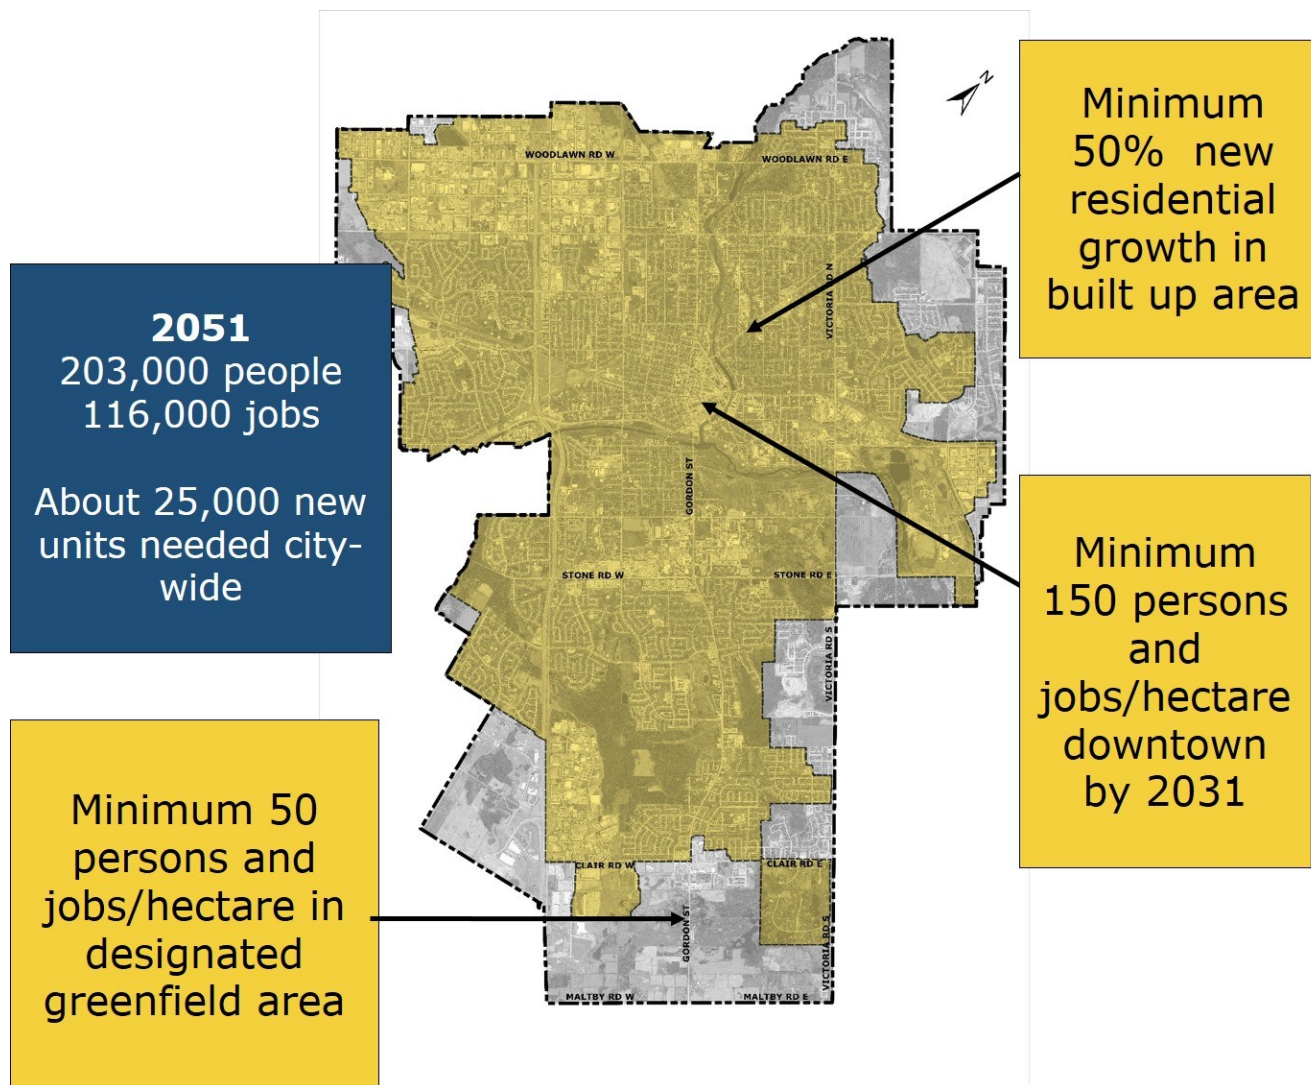 N
WOODLAWN RD W
WOODLAWN RD E
VICTORIA RD N
GORDON ST
STONE RD W
STONE RD E
VICTORIA RD S
CLAIR RD W
CLAIR RD E
GORDON ST
VICTORIA RD S
MALTBY RD W
MALTBY RD E
2051
203,000 people
116,000 jobs
About 25,000 new
units needed city-
wide
Minimum 50
persons and
jobs/hectare in
designated
greenfield area
Minimum
50% new
residential
growth in
built up area
Minimum
150 persons
and
jobs/hectare
downtown
by 2031